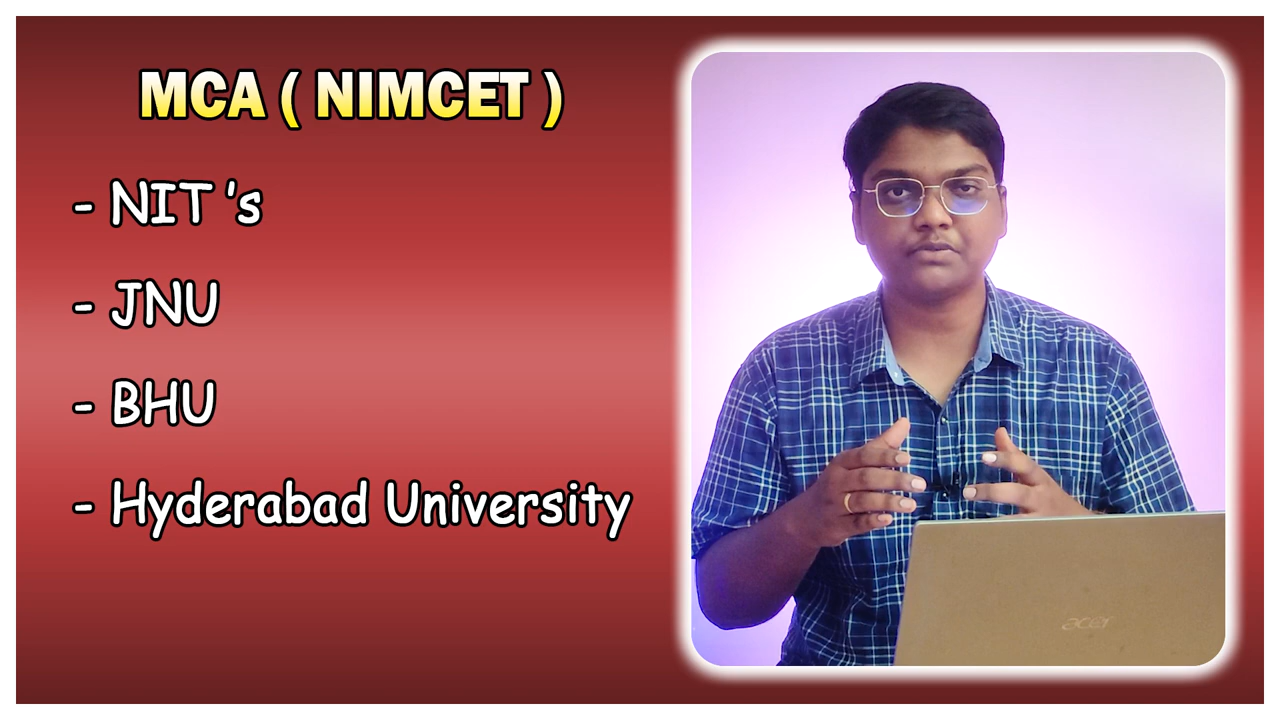 MCA ( NIMCET )
- NIT 's
- JNU
- BHU
- Hyderabad University
acer